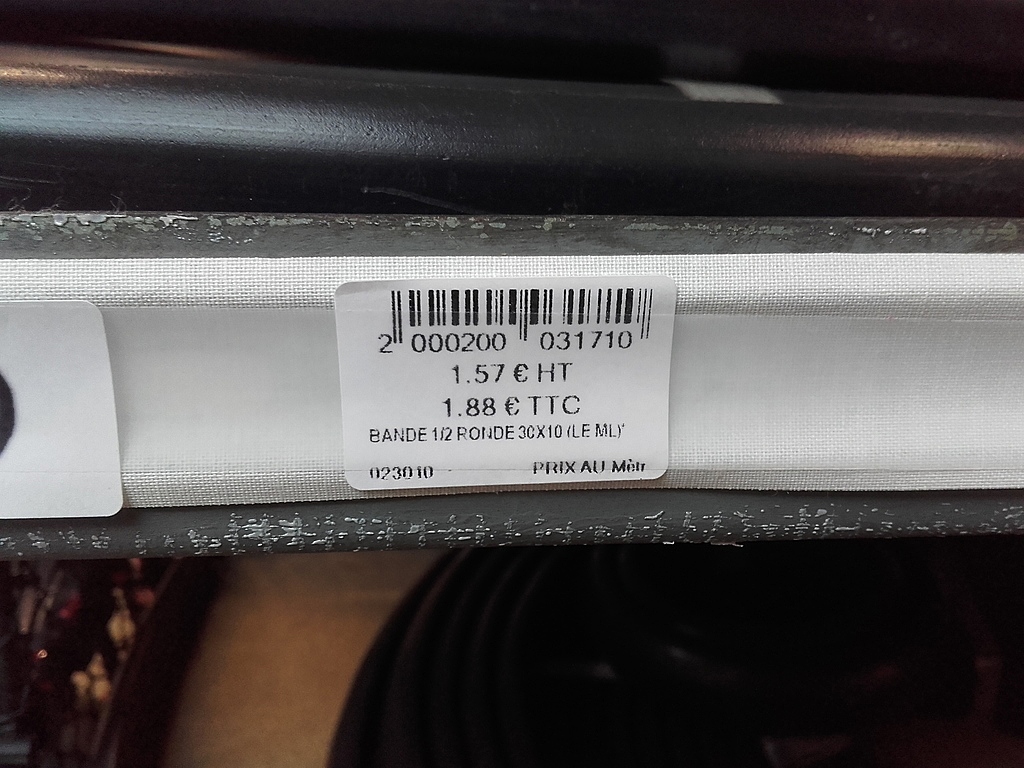 2 000200 031710
1.57 € HT
1.88 € TTC
BANDE 1/2 RONDE 30X10 (LE ML)*
023010 PRIX AU Mètr